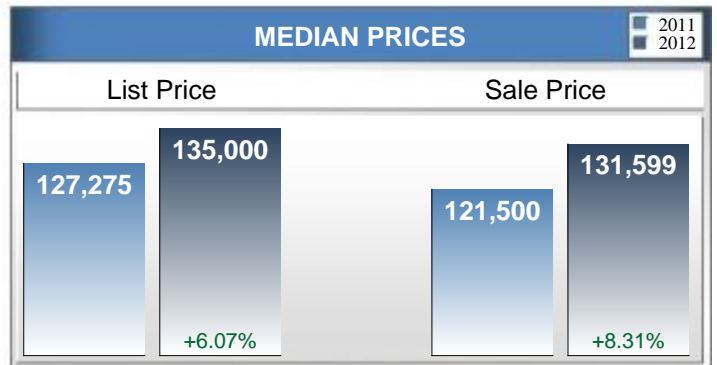 MEDIAN PRICES
2011
2012
List Price
Sale Price
127,275
135,000
+6.07%
121,500
131,599
+8.31%